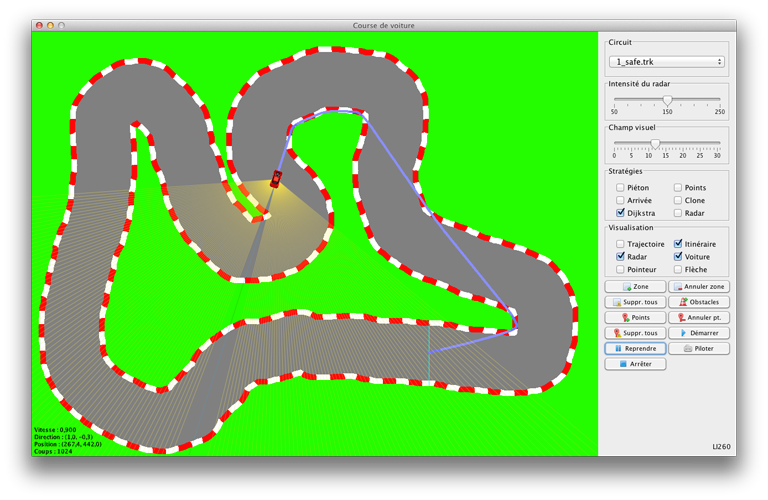 Course de voiture
Circuit
1_safe.trk
Intensité du radar
50 150 250
Champ visuel
0 5 10 15 20 25 30
Stratégies
Piéton Points
Arrivée Clone
Dijkstra Radar
Visualisation
Trajectoire Itinéraire
Radar Voiture
Pointeur Flèche
Zone Annuler zone
Suppr. tous Obstacles
Points Annuler pt.
Suppr. tous Démarrer
Reprendre Piloter
Arrêter
Vitesse : 0,900
Direction : (1,0, -0,3)
Position : (267,4, 442,0)
Coups : 1024
LI260